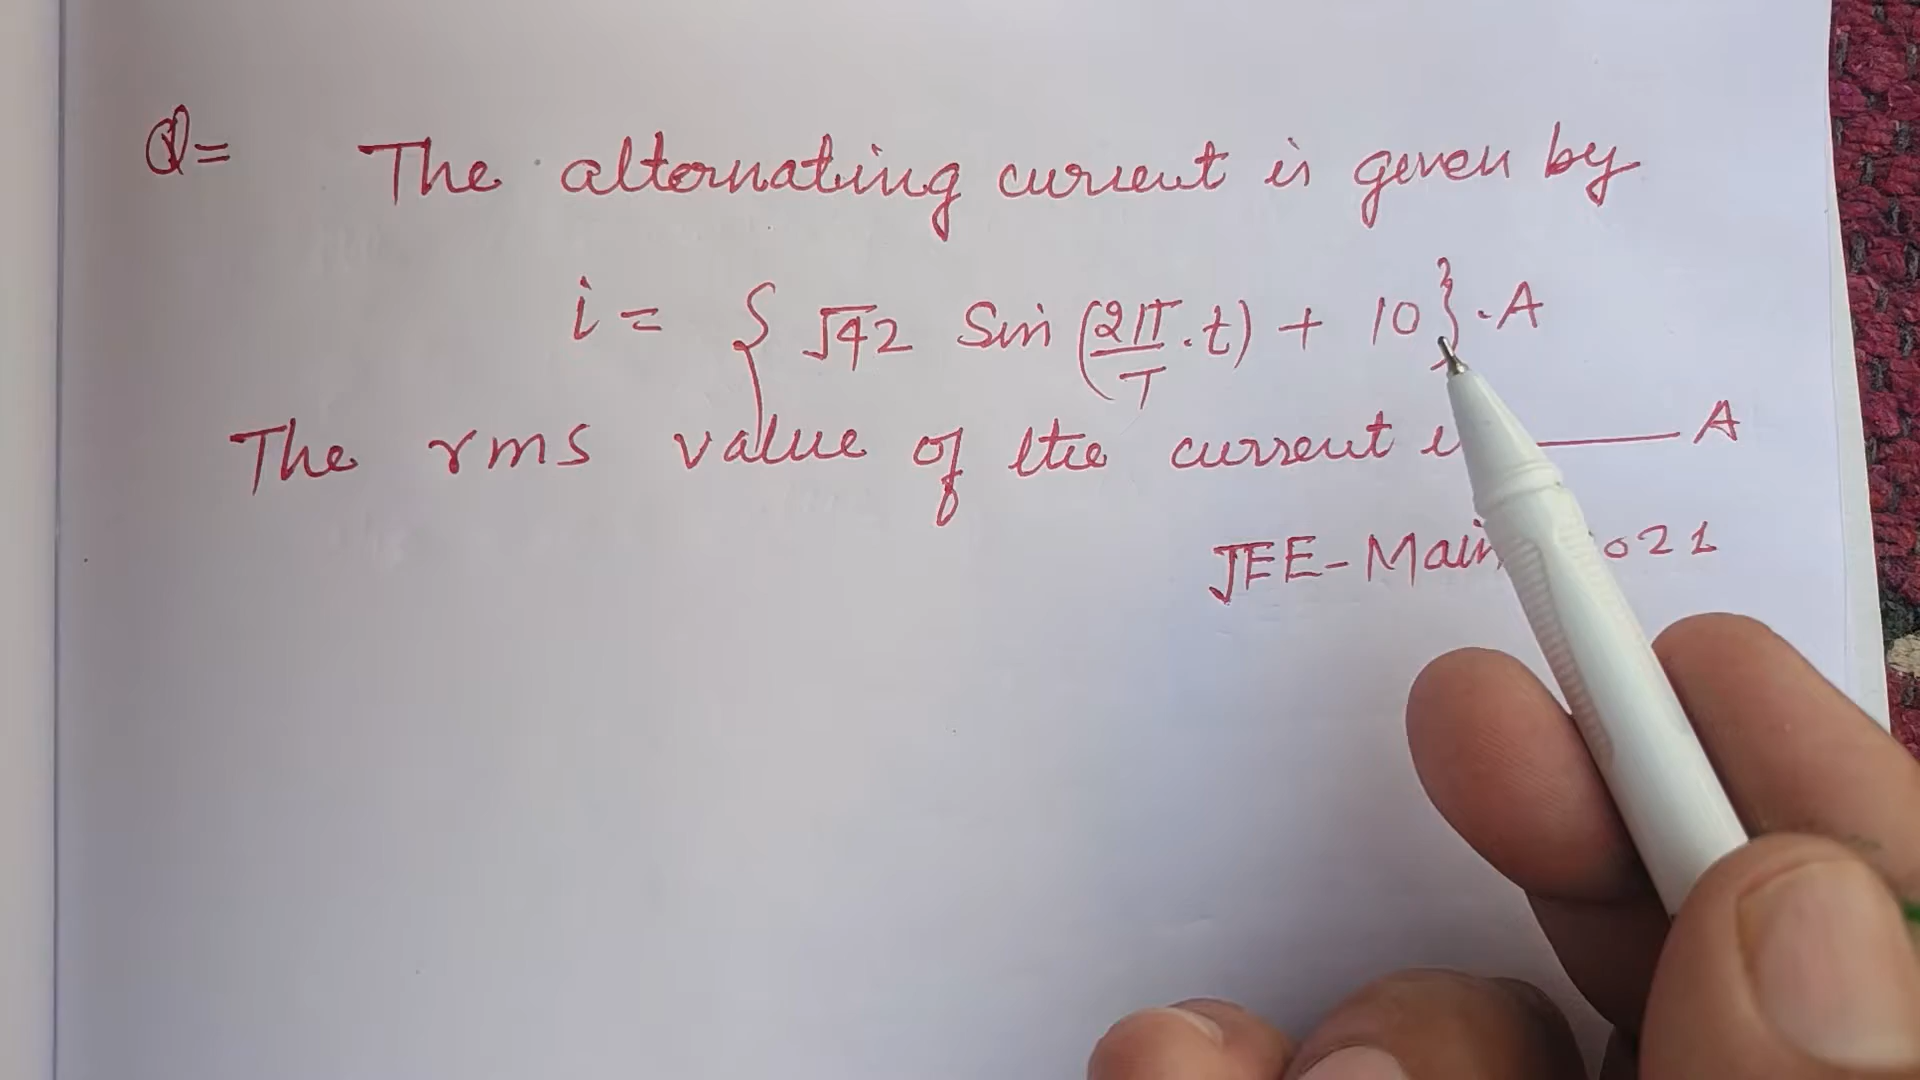 Q= The alternating current is given by
i = { √42 Sin (2π/T . t) + 10 } . A
The rms value of the current ——— A
JEE-Main 2021